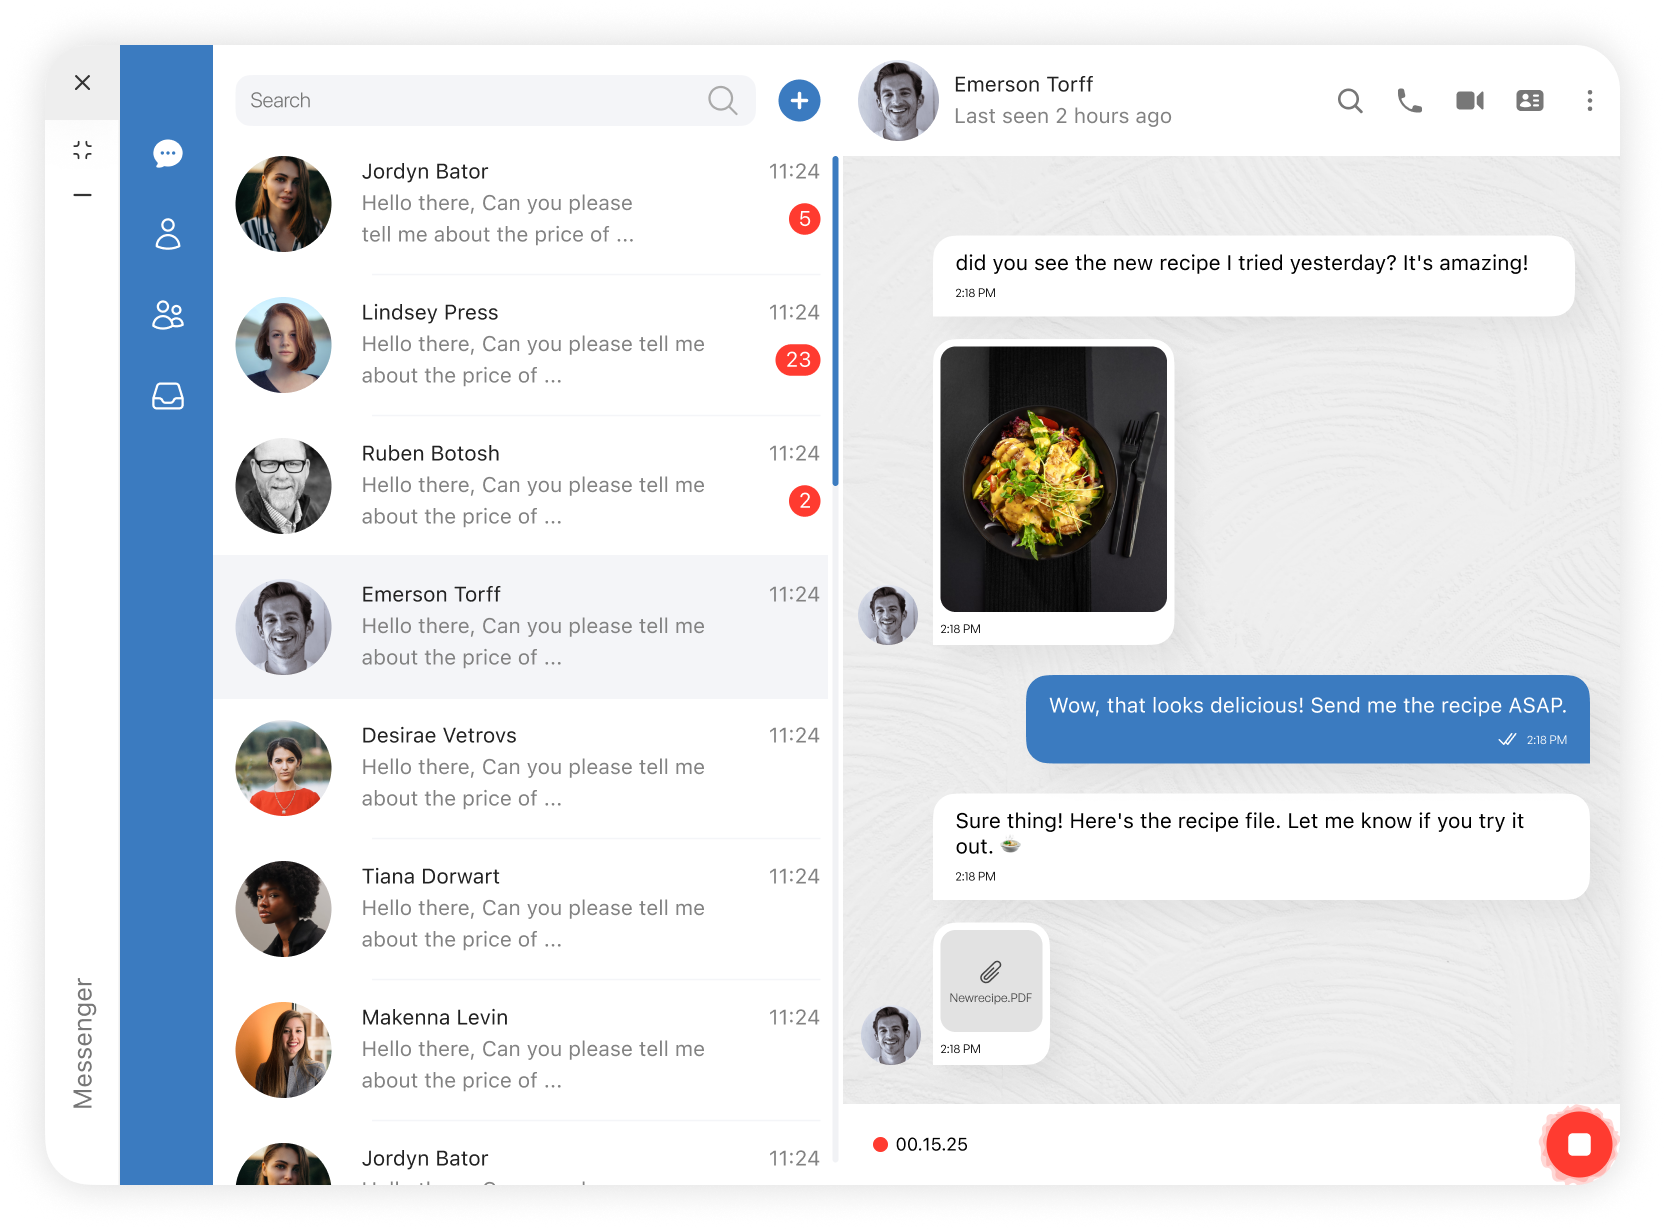 Messenger
Search
Jordyn Bator
11:24
Hello there, Can you please
tell me about the price of ...
5
Lindsey Press
11:24
Hello there, Can you please tell me
about the price of ...
23
Ruben Botosh
11:24
Hello there, Can you please tell me
about the price of ...
2
Emerson Torff
11:24
Hello there, Can you please tell me
about the price of ...
Desirae Vetrovs
11:24
Hello there, Can you please tell me
about the price of ...
Tiana Dorwart
11:24
Hello there, Can you please tell me
about the price of ...
Makenna Levin
11:24
Hello there, Can you please tell me
about the price of ...
Jordyn Bator
11:24
Emerson Torff
Last seen 2 hours ago
did you see the new recipe I tried yesterday? It's amazing!
2:18 PM
2:18 PM
Wow, that looks delicious! Send me the recipe ASAP.
2:18 PM
Sure thing! Here's the recipe file. Let me know if you try it
out. 🍲
2:18 PM
Newrecipe.PDF
2:18 PM
00.15.25